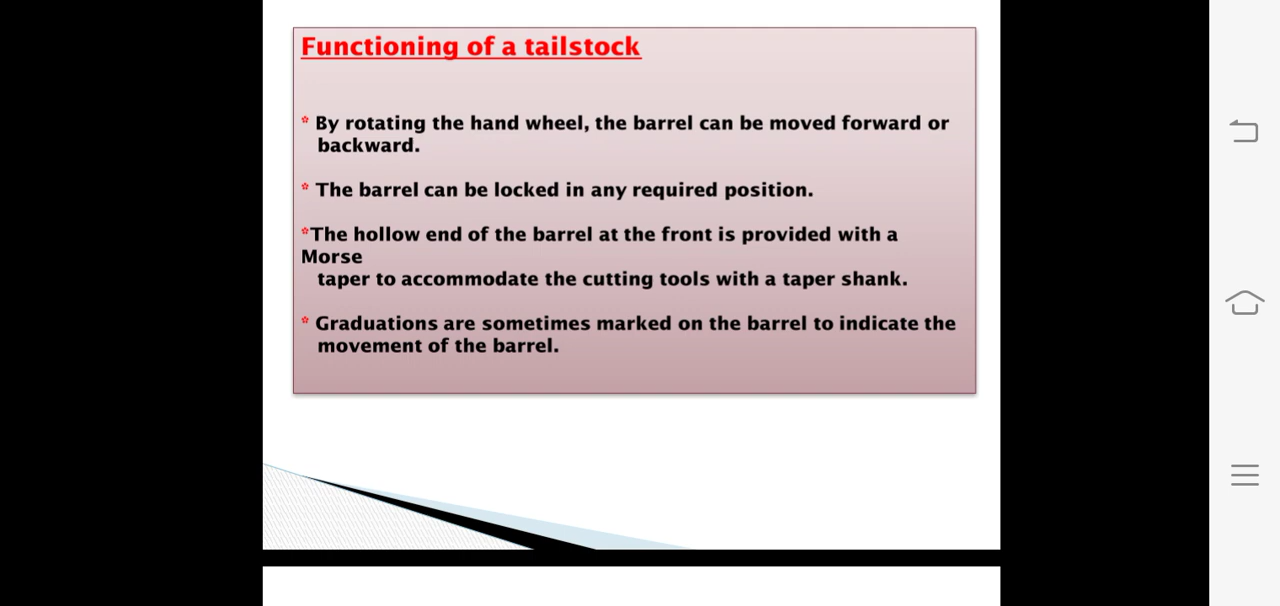 Functioning of a tailstock
* By rotating the hand wheel, the barrel can be moved forward or
backward.
* The barrel can be locked in any required position.
*The hollow end of the barrel at the front is provided with a
Morse
taper to accommodate the cutting tools with a taper shank.
* Graduations are sometimes marked on the barrel to indicate the
movement of the barrel.